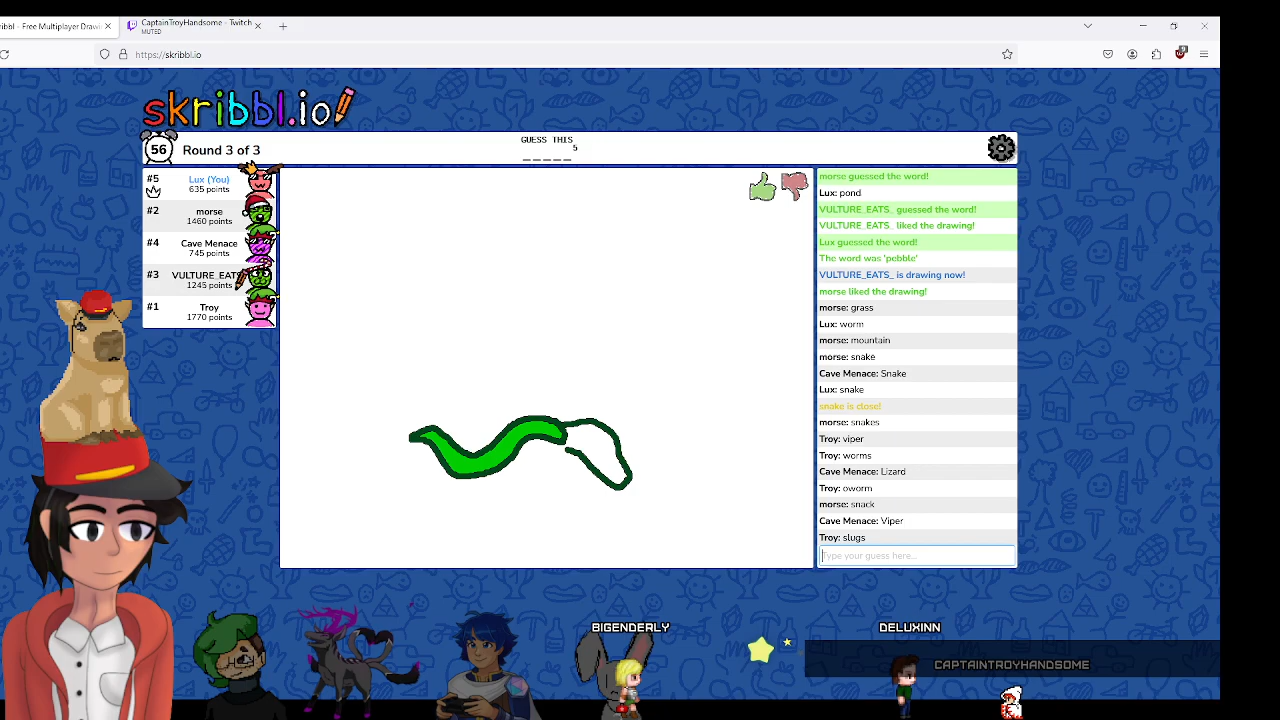 ribbl - Free Multiplayer Drawi
CaptainTroyHandsome - Twitch
MUTED
https://skribbl.io
skribbl.io
56
Round 3 of 3
GUESS THIS
5
_ _ _ _ _
#5
Lux (You)
635 points
#2
morse
1460 points
#4
Cave Menace
745 points
#3
VULTURE_EATS_
1245 points
#1
Troy
1770 points
morse guessed the word!
Lux: pond
VULTURE_EATS_ guessed the word!
VULTURE_EATS_ liked the drawing!
Lux guessed the word!
The word was 'pebble'
VULTURE_EATS_ is drawing now!
morse liked the drawing!
morse: grass
Lux: worm
morse: mountain
morse: snake
Cave Menace: Snake
Lux: snake
snake is close!
morse: snakes
Troy: viper
Troy: worms
Cave Menace: Lizard
Troy: oworm
morse: snack
Cave Menace: Viper
Troy: slugs
Type your guess here...
BIGENDERLY
DELUXINN
CAPTAINTROYHANDSOME